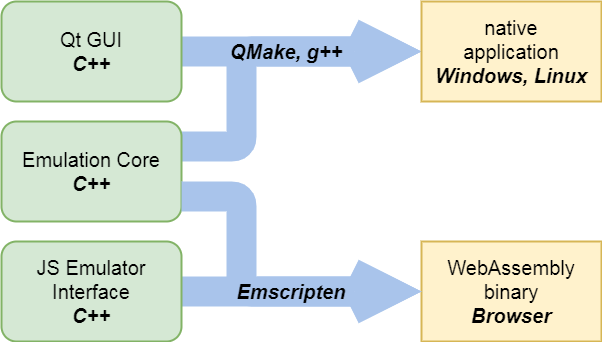 Qt GUI
C++
QMake, g++
native
application
Windows, Linux
Emulation Core
C++
JS Emulator
Interface
C++
Emscripten
WebAssembly
binary
Browser